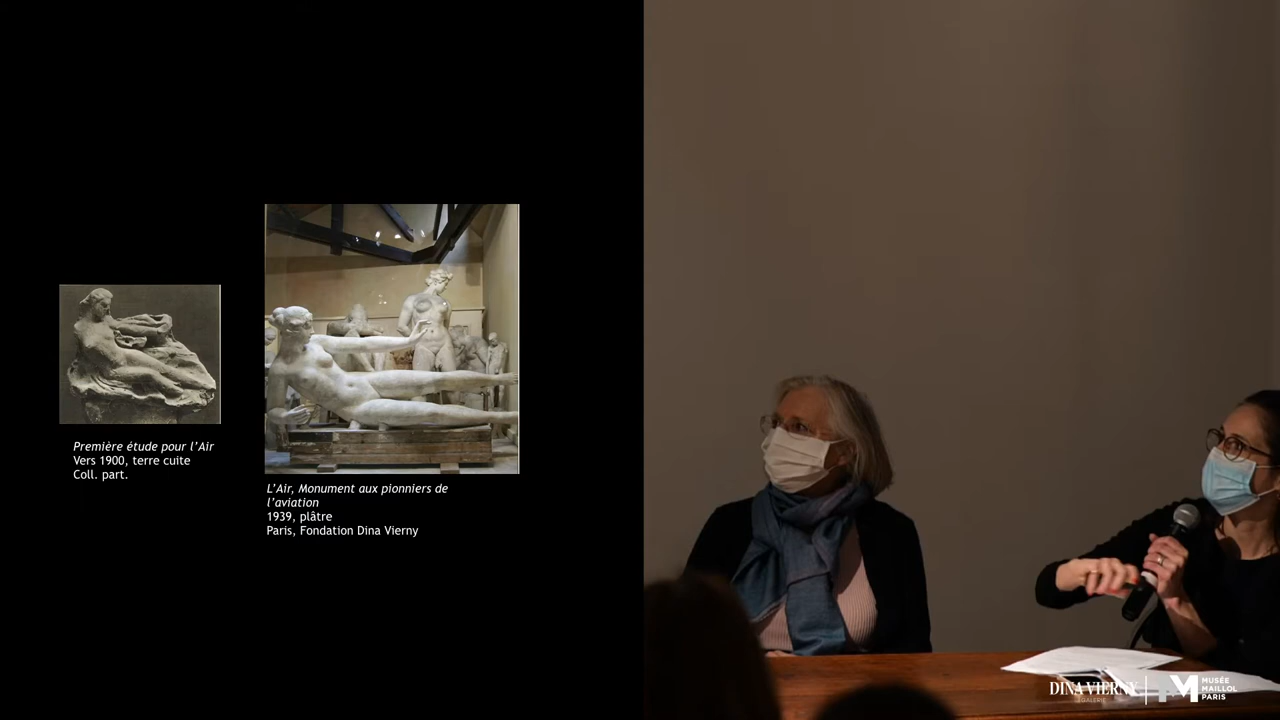 Première étude pour l’Air
Vers 1900, terre cuite
Coll. part.
L’Air, Monument aux pionniers de
l’aviation
1939, plâtre
Paris, Fondation Dina Vierny
DINA VIERNY
GALERIE
M
MUSÉE
MAILLOL
PARIS